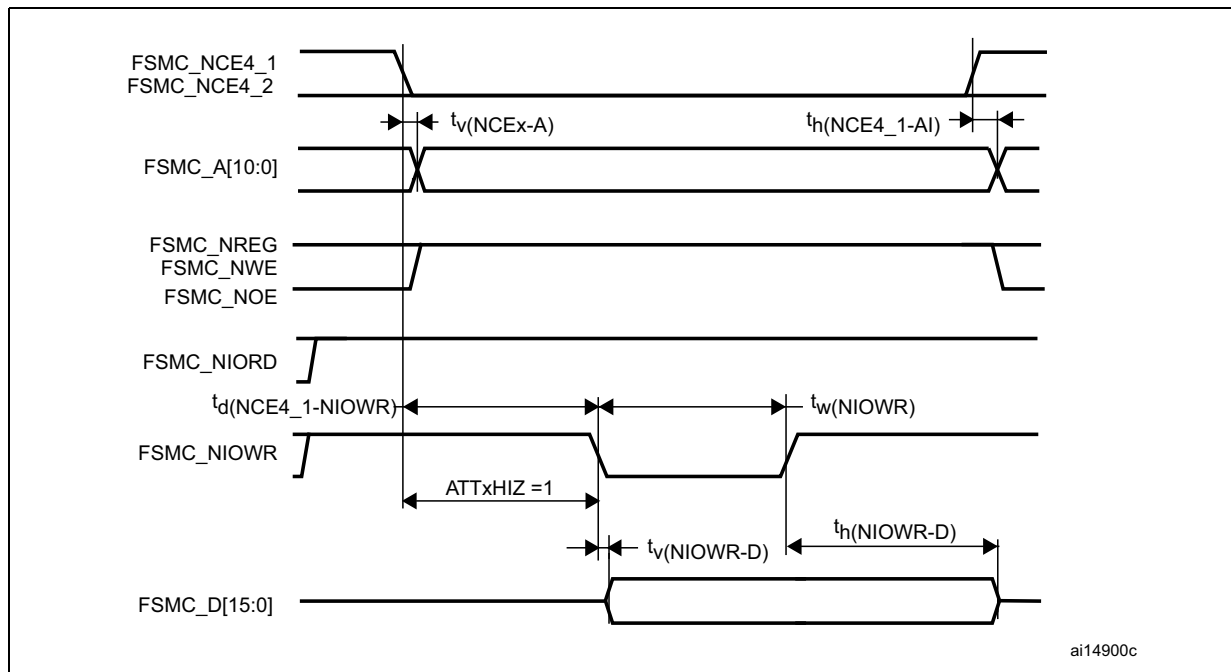 FSMC_NCE4_1
FSMC_NCE4_2
tv(NCEx-A)
th(NCE4_1-AI)
FSMC_A[10:0]
FSMC_NREG
FSMC_NWE
FSMC_NOE
FSMC_NIORD
td(NCE4_1-NIOWR)
tw(NIOWR)
FSMC_NIOWR
ATTxHIZ =1
tv(NIOWR-D)
th(NIOWR-D)
FSMC_D[15:0]
ai14900c